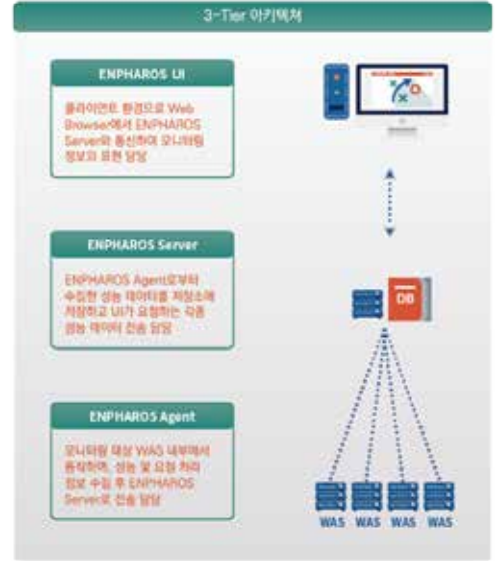 3-Tier 아키텍처
ENPHAROS UI
클라이언트 환경으로 Web
Browser에서 ENPHAROS
Server와 통신하여 모니터링
정보의 표현 담당
ENPHAROS Server
ENPHAROS Agent로부터
수집한 성능 데이터를 저장소에
저장하고 UI가 요청하는 각종
성능 데이터 전송 담당
DB
ENPHAROS Agent
모니터링 대상 WAS 내부에서
동작하며, 성능 및 요청 처리
정보 수집 후 ENPHAROS
Server로 전송 담당
WAS WAS WAS WAS